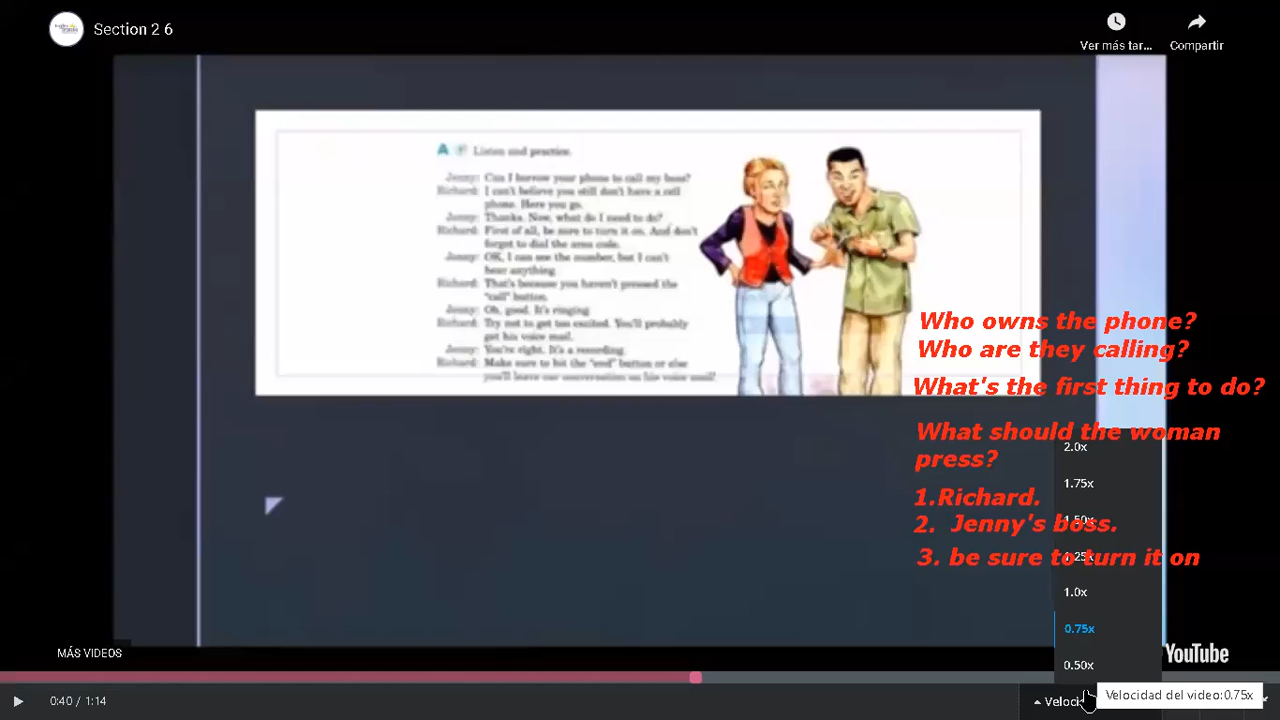 Section 2 6
Ver más tar...
Compartir
A Listen and practice.
Jenny: Can I borrow your phone to call my boss?
Richard: I can't believe you still don't have a cell
phone. Here you go.
Jenny: Thanks. Now, what do I need to do?
Richard: First of all, be sure to turn it on. And don't
forget to dial the area code.
Jenny: OK, I can see the number, but I can't
hear anything.
Richard: That's because you haven't pressed the
"call" button.
Jenny: Oh, good. It's ringing.
Richard: Try not to get too excited. You'll probably
get his voice mail.
Jenny: You're right. It's a recording.
Richard: Make sure to hit the "end" button or else
you'll leave our conversation on his voice mail!
Who owns the phone?
Who are they calling?
What's the first thing to do?
What should the woman
press?
1.Richard.
2. Jenny's boss.
3. be sure to turn it on
2.0x
1.75x
1.50x
1.25x
1.0x
0.75x
0.50x
MÁS VIDEOS
YouTube
0:40 / 1:14
Veloci
Velocidad del video:0.75x